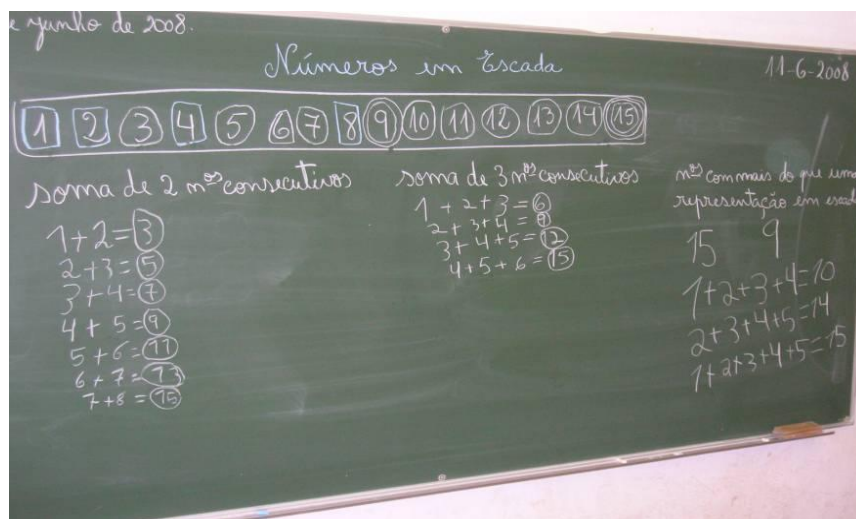 e junho de 2008.
Números em Escada
11-6-2008
1 2 3 4 5 6 7 8 9 10 11 12 13 14 15
soma de 2 nºs consecutivos
1+2=3
2+3=5
3+4=7
4+5=9
5+6=11
6+7=13
7+8=15
soma de 3 nºs consecutivos
1+2+3=6
2+3+4=9
3+4+5=12
4+5+6=15
nºs com mais do que uma
representação em escad
15 9
1+2+3+4=10
2+3+4+5=14
1+2+3+4+5=15